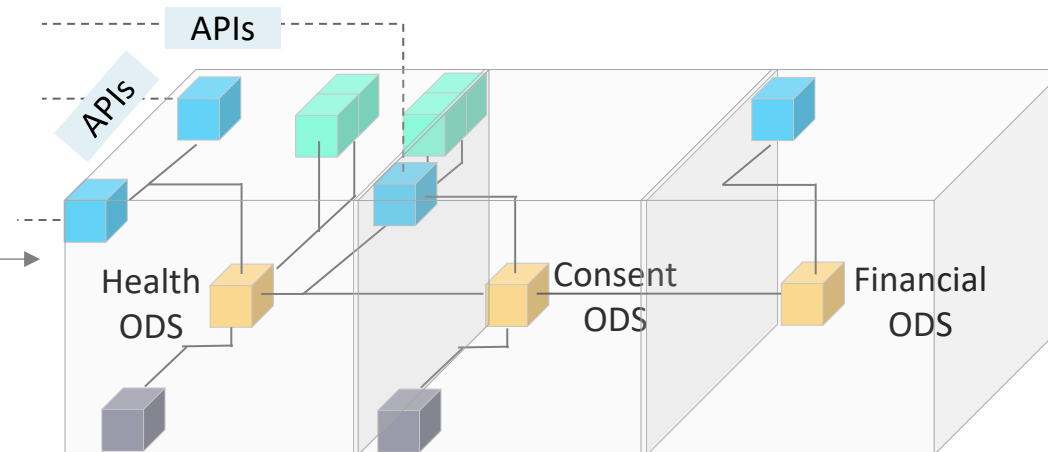 APIs
APIs
Health
ODS
Consent
ODS
Financial
ODS